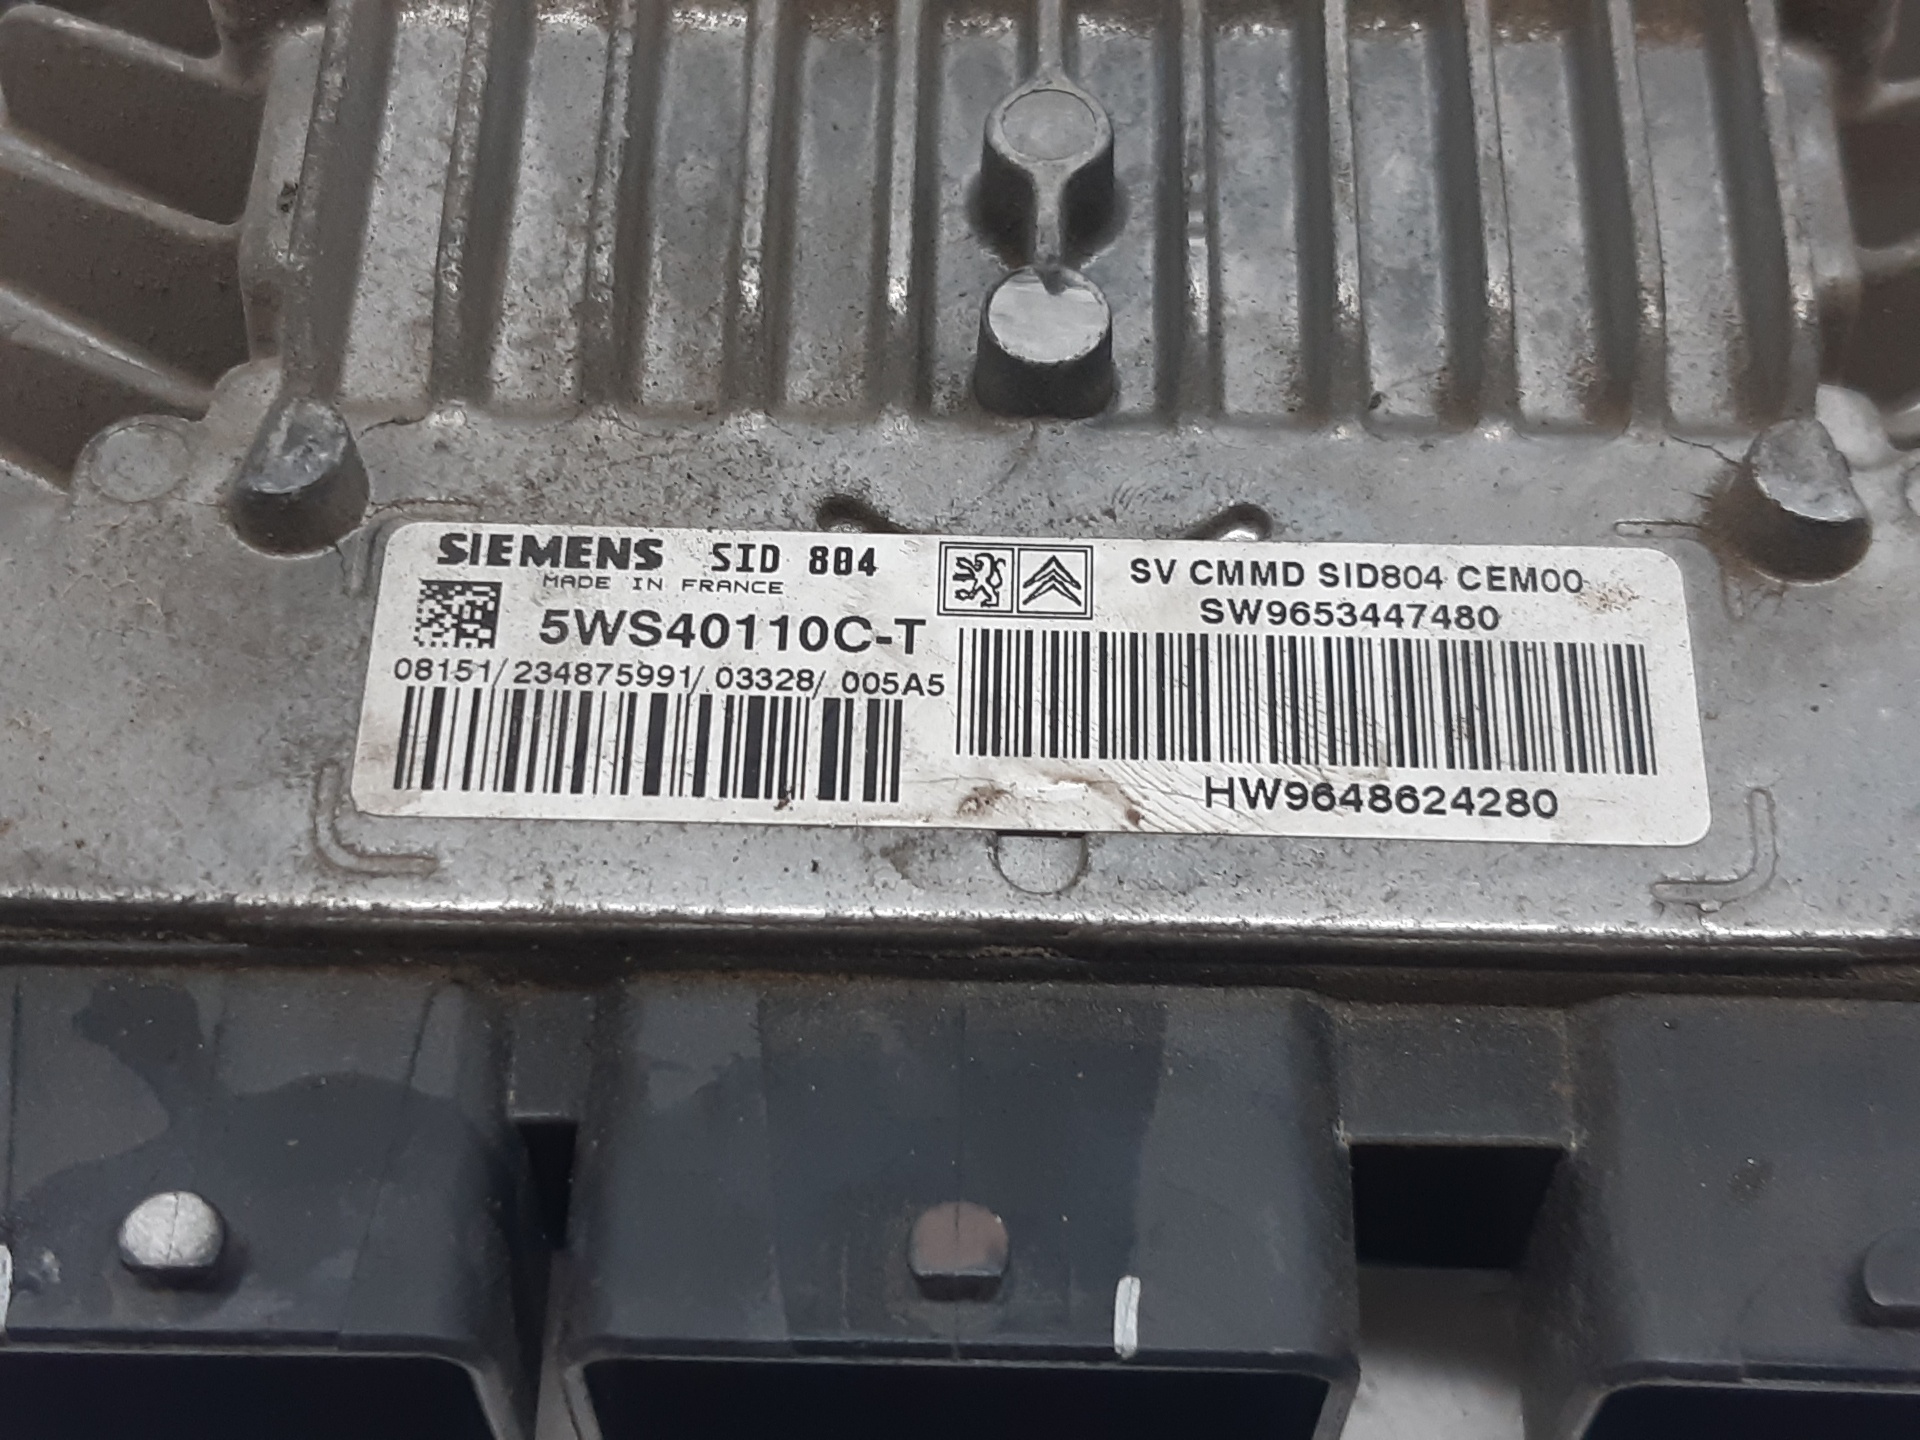 SIEMENS SID 804
MADE IN FRANCE
5WS40110C-T
08151/234875991/03328/005A5
SV CMMD SID804 CEM00
SW9653447480
HW9648624280